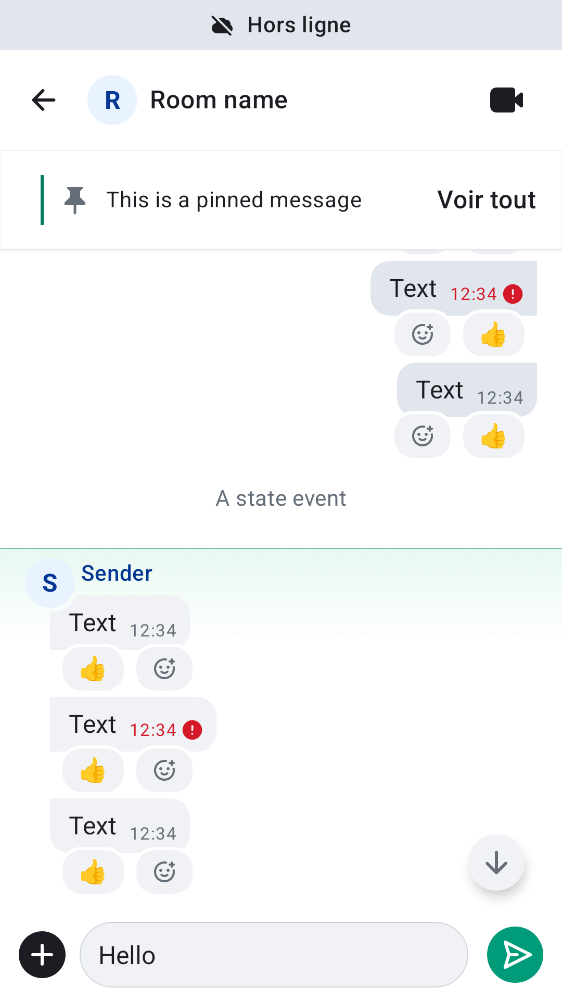 Hors ligne
R Room name
This is a pinned message Voir tout
Text 12:34
👍
Text 12:34
👍
A state event
S Sender
Text 12:34
👍
Text 12:34
👍
Text 12:34
👍
Hello